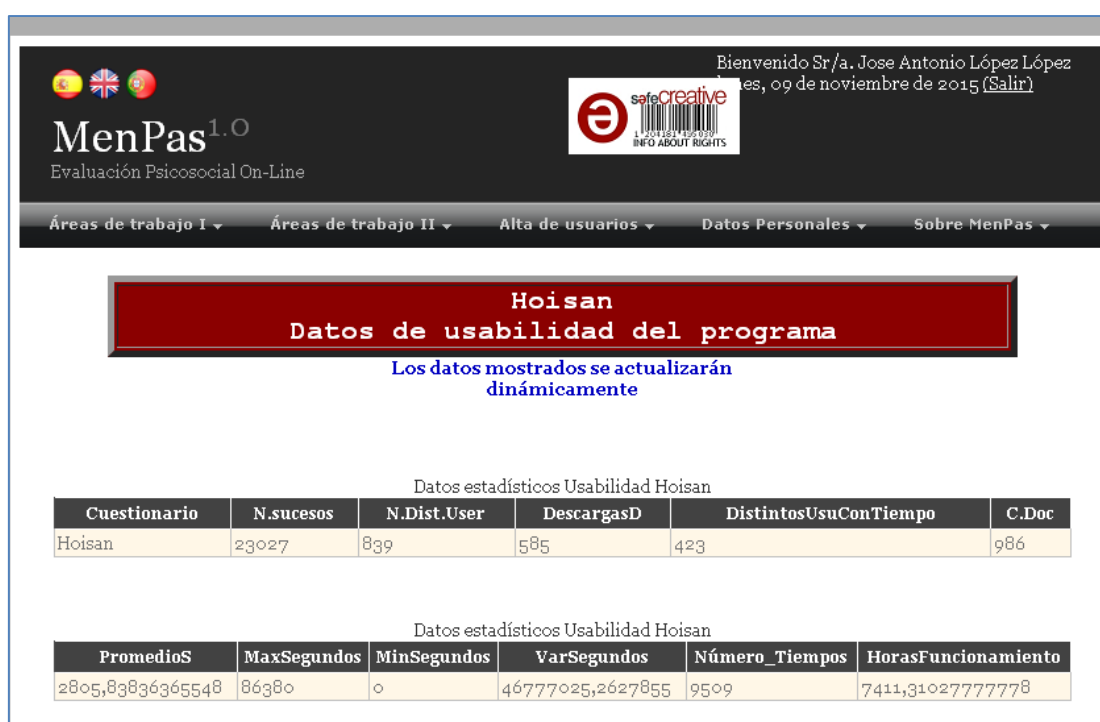 Bienvenido Sr/a. Jose Antonio López López
09 de noviembre de 2015 (Salir)
safecreative
INFO ABOUT RIGHTS
MenPas1.0
Evaluación Psicosocial On-Line
Áreas de trabajo I Áreas de trabajo II Alta de usuarios Datos Personales Sobre MenPas
Hoisan
Datos de usabilidad del programa
Los datos mostrados se actualizarán
dinámicamente
Datos estadísticos Usabilidad Hoisan
Cuestionario N.sucesos N.Dist.User DescargasD DistintosUsuConTiempo C.Doc
Hoisan 23027 839 585 423 986
Datos estadísticos Usabilidad Hoisan
PromedioS MaxSegundos MinSegundos VarSegundos Número_Tiempos HorasFuncionamiento
2805,83836365548 86380 0 46777025,2627855 9509 7411,31027777778